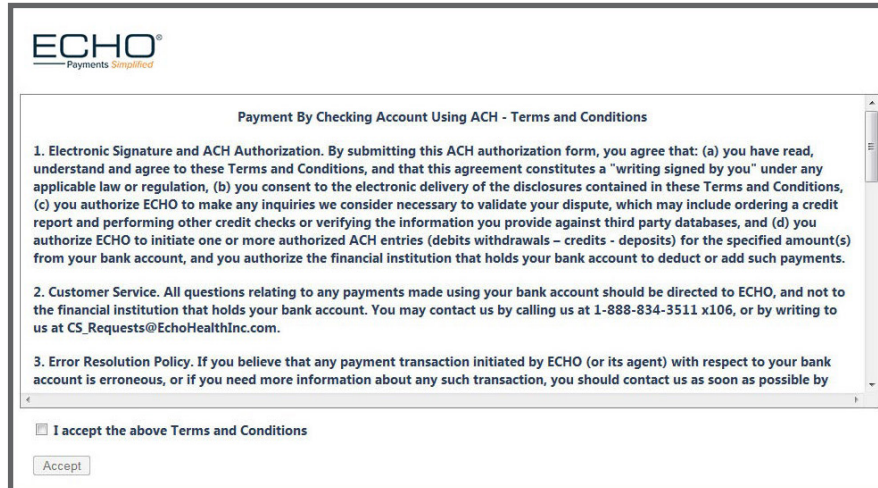 ECHO®
Payments Simplified
Payment By Checking Account Using ACH - Terms and Conditions
1. Electronic Signature and ACH Authorization. By submitting this ACH authorization form, you agree that: (a) you have read,
understand and agree to these Terms and Conditions, and that this agreement constitutes a "writing signed by you" under any
applicable law or regulation, (b) you consent to the electronic delivery of the disclosures contained in these Terms and Conditions,
(c) you authorize ECHO to make any inquiries we consider necessary to validate your dispute, which may include ordering a credit
report and performing other credit checks or verifying the information you provide against third party databases, and (d) you
authorize ECHO to initiate one or more authorized ACH entries (debits withdrawals – credits - deposits) for the specified amount(s)
from your bank account, and you authorize the financial institution that holds your bank account to deduct or add such payments.
2. Customer Service. All questions relating to any payments made using your bank account should be directed to ECHO, and not to
the financial institution that holds your bank account. You may contact us by calling us at 1-888-834-3511 x106, or by writing to
us at CS_Requests@EchoHealthInc.com.
3. Error Resolution Policy. If you believe that any payment transaction initiated by ECHO (or its agent) with respect to your bank
account is erroneous, or if you need more information about any such transaction, you should contact us as soon as possible by
I accept the above Terms and Conditions
Accept